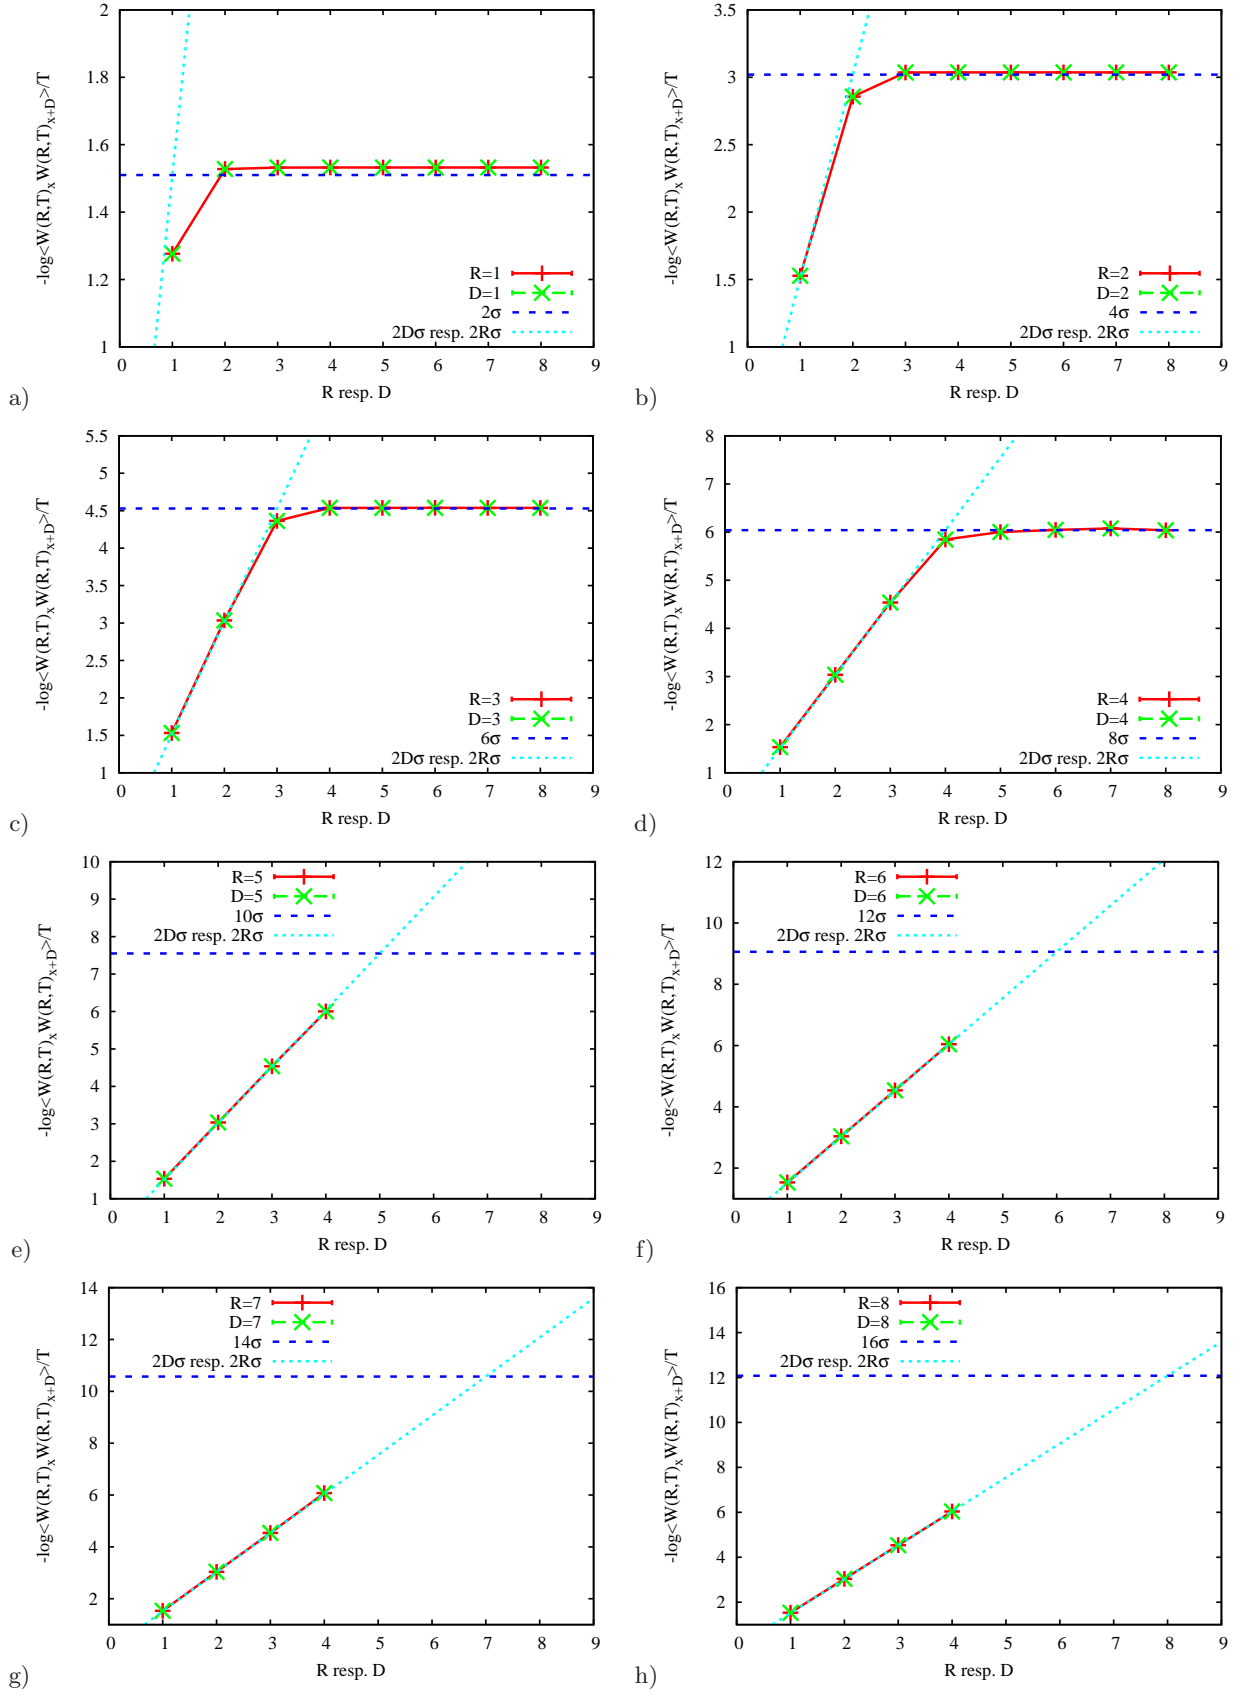 -log<W(R,T)ₓW(R,T)ₓ₊D>/T
2
1.8
1.6
1.4
1.2
1
R=1
D=1
2σ
2Dσ resp. 2Rσ
0 1 2 3 4 5 6 7 8 9
R resp. D
a)
-log<W(R,T)ₓW(R,T)ₓ₊D>/T
3.5
3
2.5
2
1.5
1
R=2
D=2
4σ
2Dσ resp. 2Rσ
0 1 2 3 4 5 6 7 8 9
R resp. D
b)
-log<W(R,T)ₓW(R,T)ₓ₊D>/T
5.5
5
4.5
4
3.5
3
2.5
2
1.5
1
R=3
D=3
6σ
2Dσ resp. 2Rσ
0 1 2 3 4 5 6 7 8 9
R resp. D
c)
-log<W(R,T)ₓW(R,T)ₓ₊D>/T
8
7
6
5
4
3
2
1
R=4
D=4
8σ
2Dσ resp. 2Rσ
0 1 2 3 4 5 6 7 8 9
R resp. D
d)
-log<W(R,T)ₓW(R,T)ₓ₊D>/T
10
9
8
7
6
5
4
3
2
1
R=5
D=5
10σ
2Dσ resp. 2Rσ
0 1 2 3 4 5 6 7 8 9
R resp. D
e)
-log<W(R,T)ₓW(R,T)ₓ₊D>/T
12
10
8
6
4
2
R=6
D=6
12σ
2Dσ resp. 2Rσ
0 1 2 3 4 5 6 7 8 9
R resp. D
f)
-log<W(R,T)ₓW(R,T)ₓ₊D>/T
14
12
10
8
6
4
2
R=7
D=7
14σ
2Dσ resp. 2Rσ
0 1 2 3 4 5 6 7 8 9
R resp. D
g)
-log<W(R,T)ₓW(R,T)ₓ₊D>/T
16
14
12
10
8
6
4
2
R=8
D=8
16σ
2Dσ resp. 2Rσ
0 1 2 3 4 5 6 7 8 9
R resp. D
h)